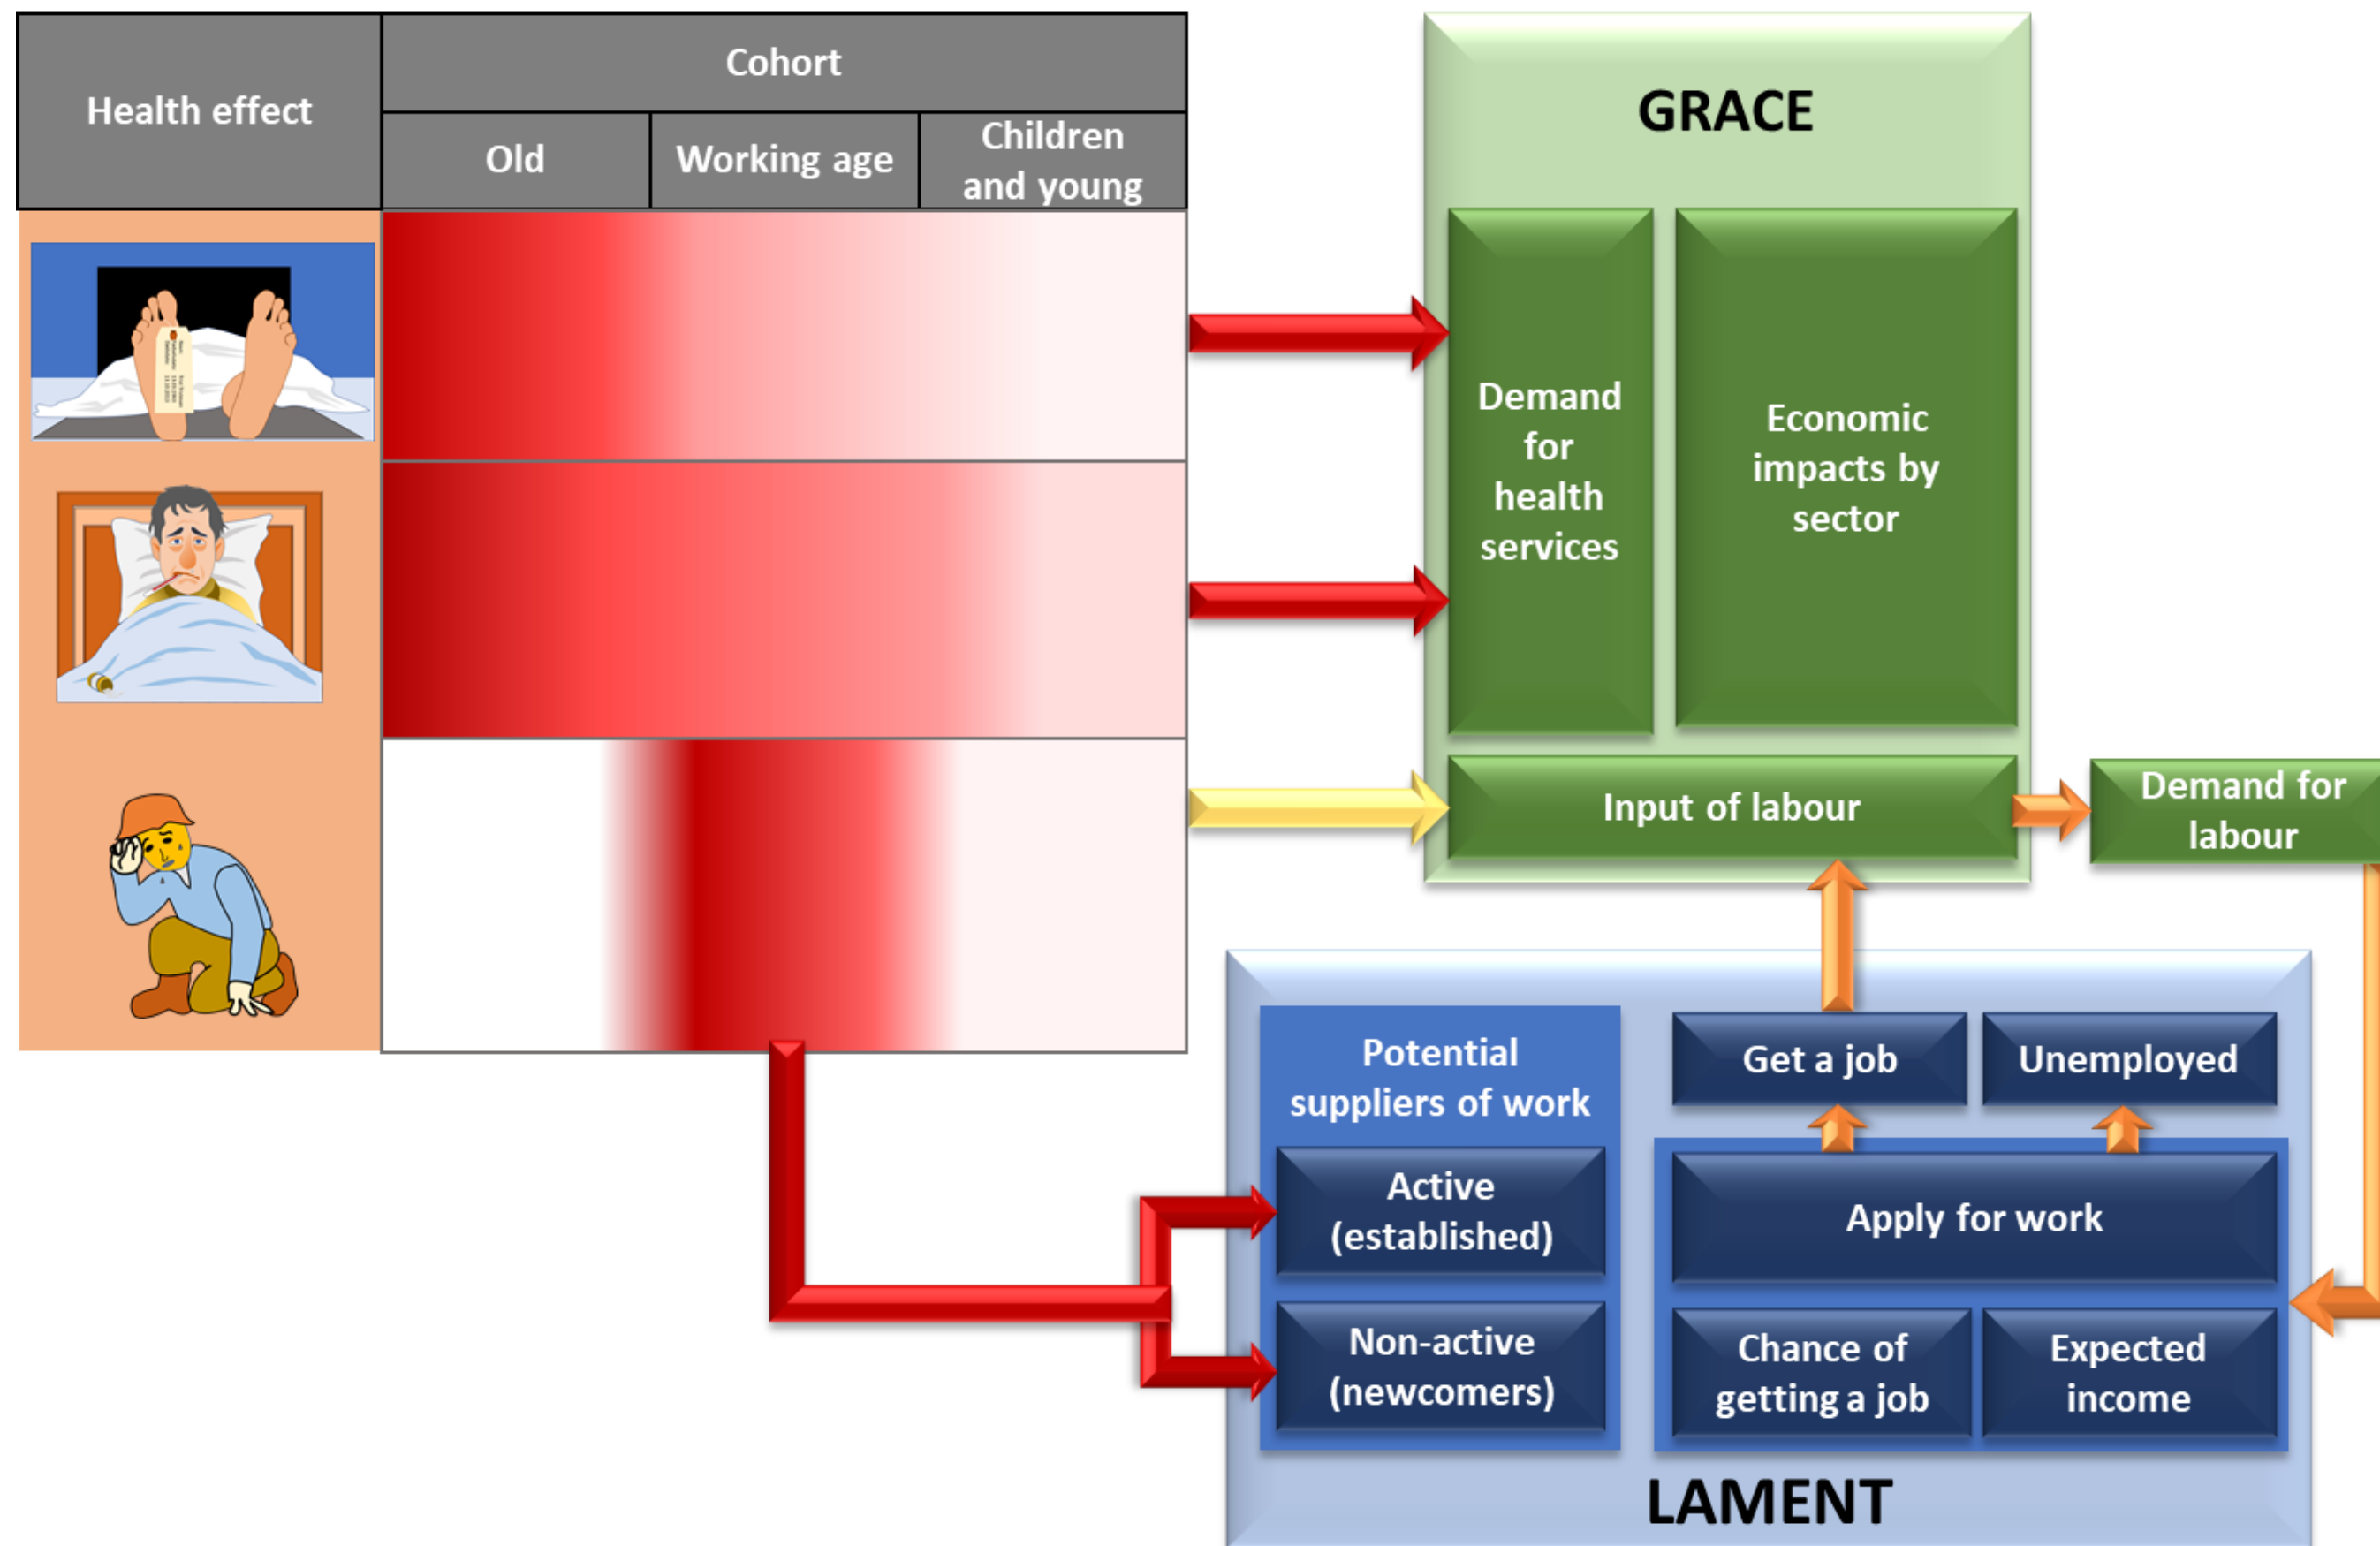 Health effect
Cohort
Old
Working age
Children
and young
GRACE
Demand
for
health
services
Economic
impacts by
sector
Input of labour
Demand for
labour
Potential
suppliers of work
Active
(established)
Non-active
(newcomers)
Get a job
Unemployed
Apply for work
Chance of
getting a job
Expected
income
LAMENT